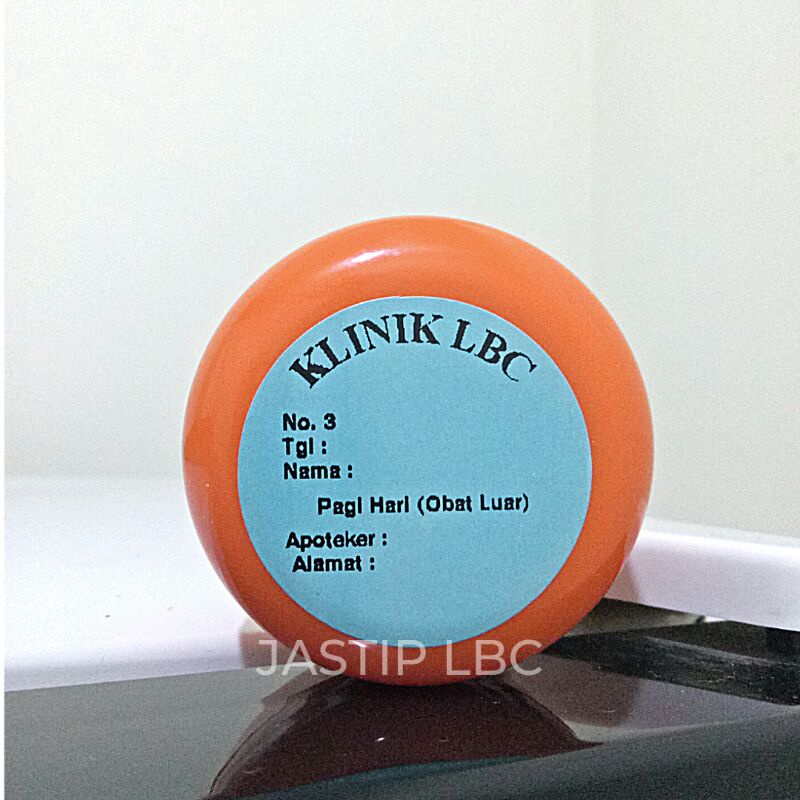 KLINIK LBC
No. 3
Tgl :
Nama :
Pagi Hari (Obat Luar)
Apoteker :
Alamat :
JASTIP LBC